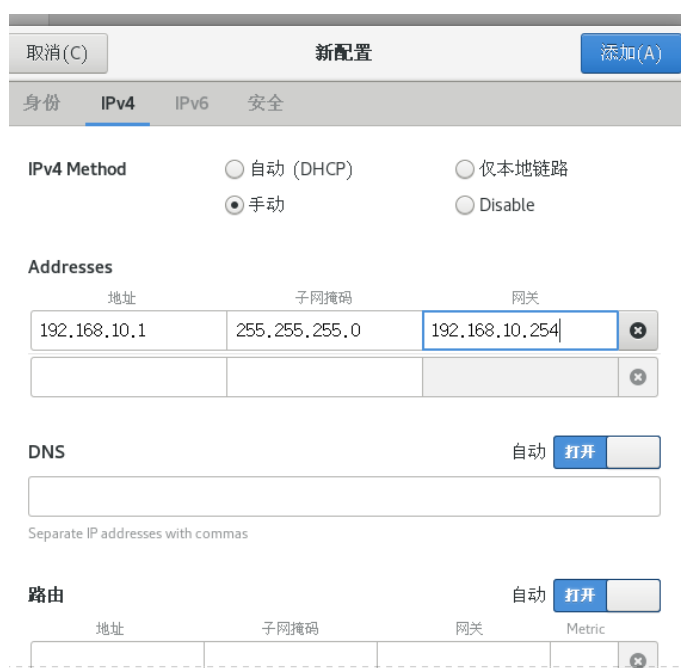 取消(C) 新配置 添加(A)
身份 IPv4 IPv6 安全
IPv4 Method 自动 (DHCP) 仅本地链路
手动 Disable
Addresses
地址 子网掩码 网关
192.168.10.1 255.255.255.0 192.168.10.254
DNS 自动 打开
Separate IP addresses with commas
路由 自动 打开
地址 子网掩码 网关 Metric